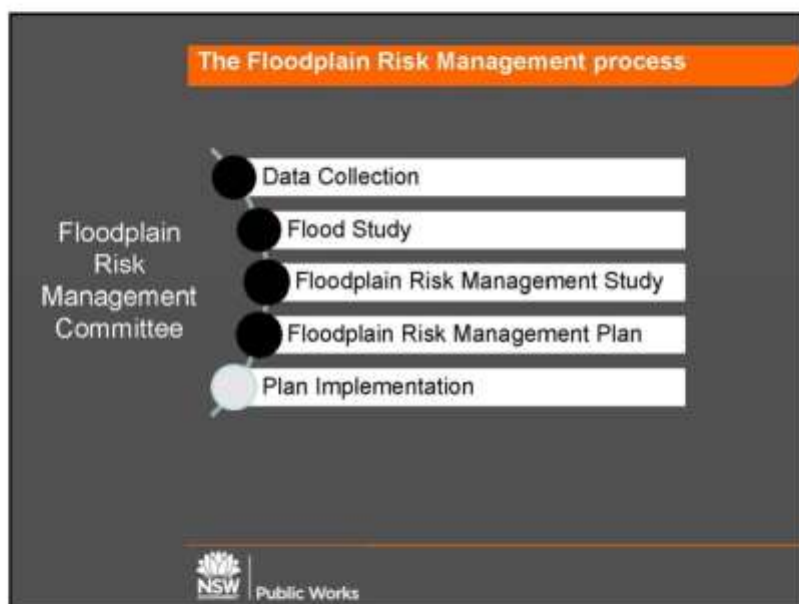 The Floodplain Risk Management process
Floodplain
Risk
Management
Committee
Data Collection
Flood Study
Floodplain Risk Management Study
Floodplain Risk Management Plan
Plan Implementation
NSW
Public Works